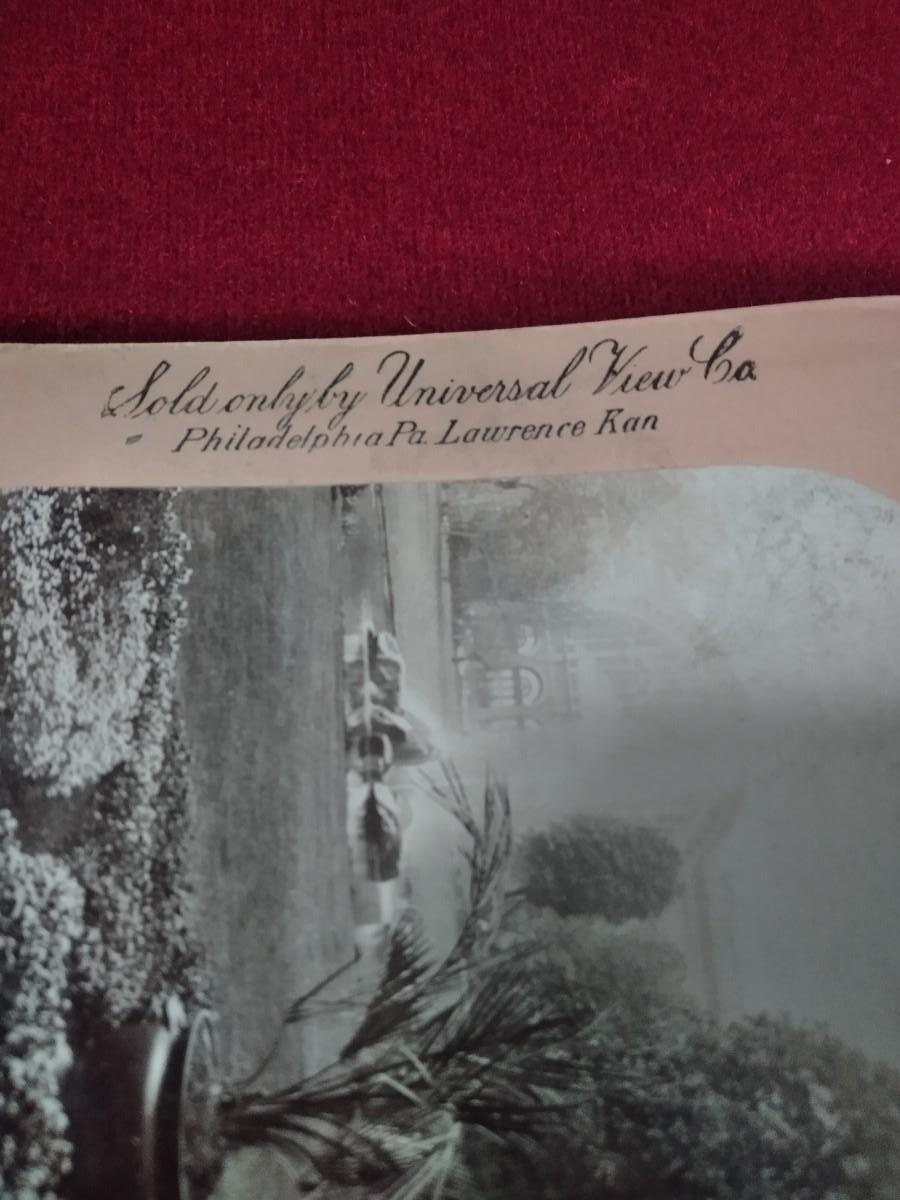 Sold only by Universal View Co.
Philadelphia Pa. Lawrence Kan